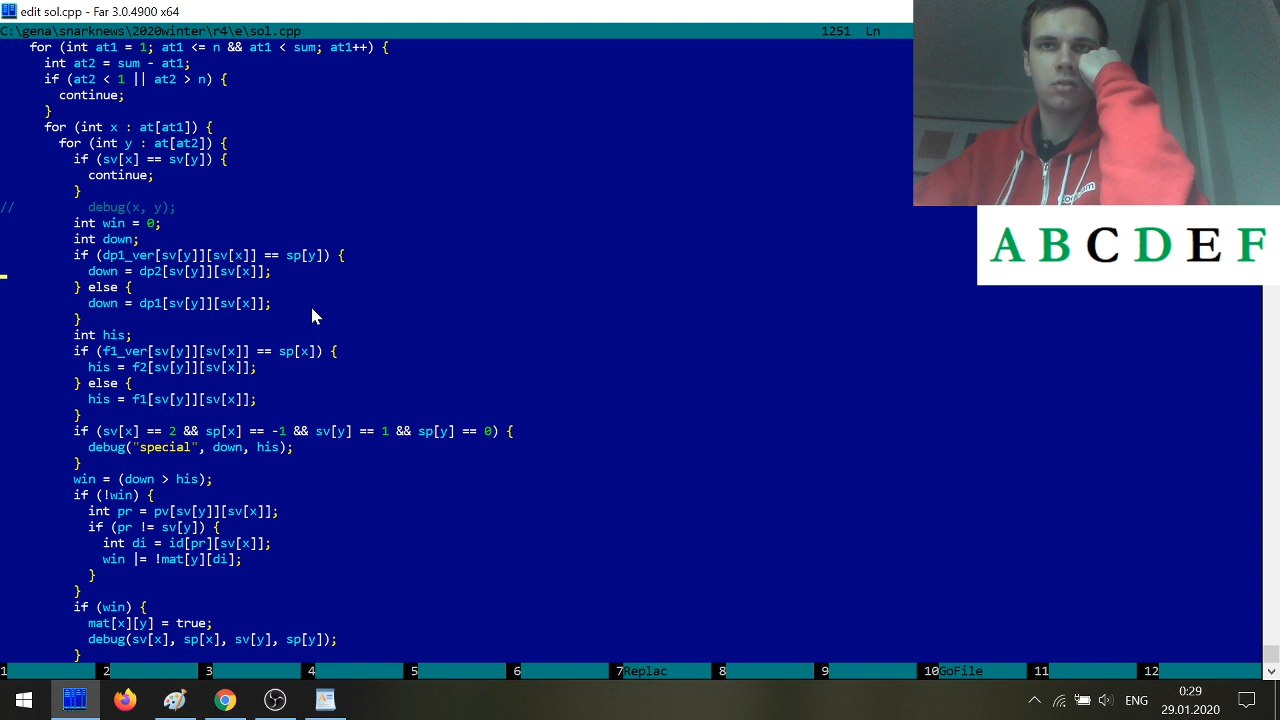 edit sol.cpp - Far 3.0.4900 x64
C:\gena\snarknews\2020winter\r4\e\sol.cpp 1251 Ln
for (int at1 = 1; at1 <= n && at1 < sum; at1++) {
int at2 = sum - at1;
if (at2 < 1 || at2 > n) {
continue;
}
for (int x : at[at1]) {
for (int y : at[at2]) {
if (sv[x] == sv[y]) {
continue;
}
// debug(x, y);
int win = 0;
int down;
if (dp1_ver[sv[y]][sv[x]] == sp[y]) {
down = dp2[sv[y]][sv[x]];
} else {
down = dp1[sv[y]][sv[x]];
}
int his;
if (f1_ver[sv[y]][sv[x]] == sp[x]) {
his = f2[sv[y]][sv[x]];
} else {
his = f1[sv[y]][sv[x]];
}
if (sv[x] == 2 && sp[x] == -1 && sv[y] == 1 && sp[y] == 0) {
debug("special", down, his);
}
win = (down > his);
if (!win) {
int pr = pv[sv[y]][sv[x]];
if (pr != sv[y]) {
int di = id[pr][sv[x]];
win |= !mat[y][di];
}
}
if (win) {
mat[x][y] = true;
debug(sv[x], sp[x], sv[y], sp[y]);
}
A B C D E F
1 2 3 4 5 6 7Replac 8 9 10GoFile 11 12
ENG
0:29
29.01.2020